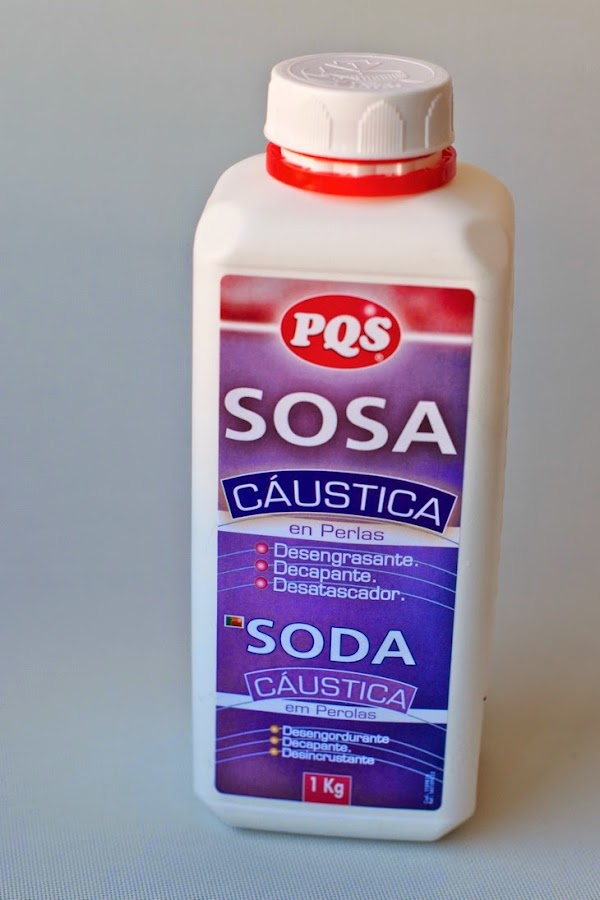 PQS
SOSA
CÁUSTICA
en Perlas
Desengrasante.
Decapante.
Desatascador.
SODA
CÁUSTICA
em Perolas
Desengordurante
Decapante.
Desincrustante
1 Kg